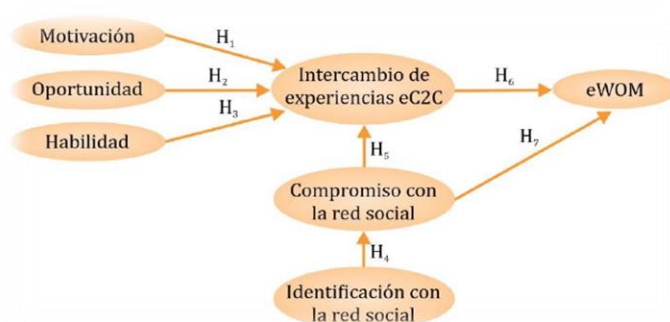 Motivación
H₁
Oportunidad
H₂
Habilidad
H₃
Intercambio de
experiencias eC2C
H₆
eWOM
H₅
H₇
Compromiso con
la red social
H₄
Identificación con
la red social